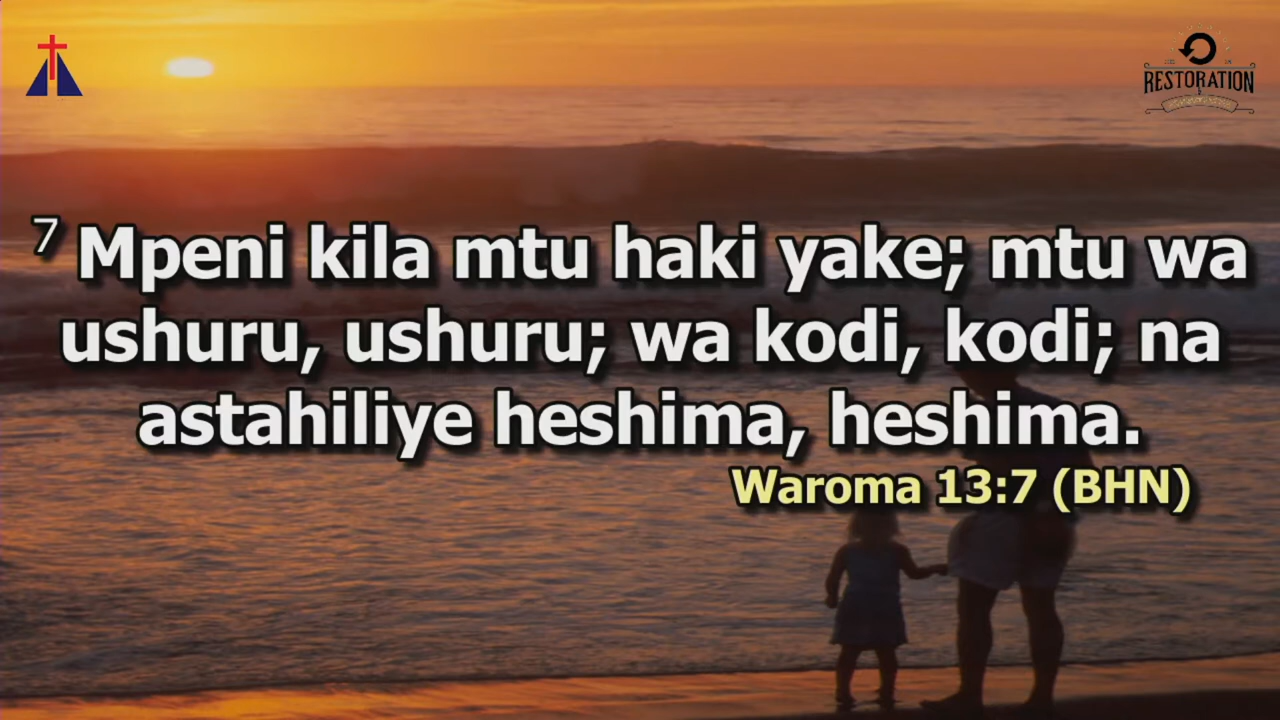 RESTORATION
7 Mpeni kila mtu haki yake; mtu wa
ushuru, ushuru; wa kodi, kodi; na
astahiliye heshima, heshima.
Waroma 13:7 (BHN)